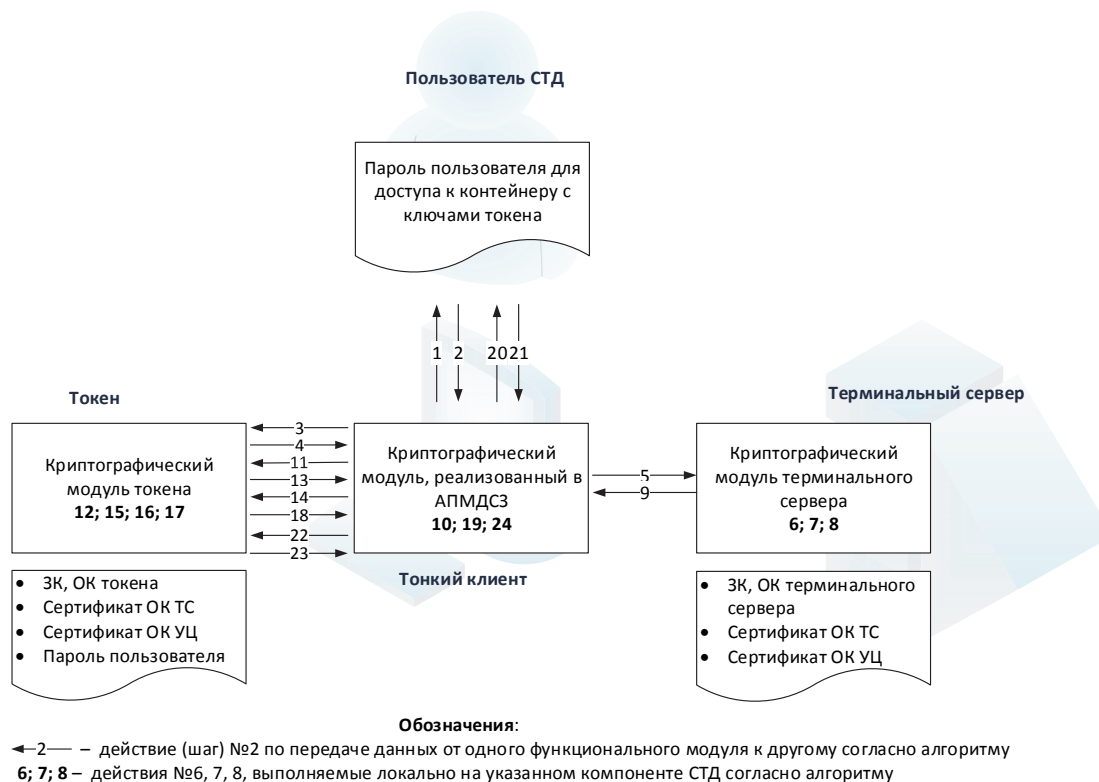 Пользователь СТД
Пароль пользователя для
доступа к контейнеру с
ключами токена
1 2 20 21
Токен
Терминальный сервер
Криптографический
модуль токена
12; 15; 16; 17
3
4
11
13
14
18
22
23
Криптографический
модуль, реализованный в
АПМДСЗ
10; 19; 24
5
9
Криптографический
модуль терминального
сервера
6; 7; 8
Тонкий клиент
• ЗК, ОК токена
• Сертификат ОК ТС
• Сертификат ОК УЦ
• Пароль пользователя
• ЗК, ОК терминального
сервера
• Сертификат ОК ТС
• Сертификат ОК УЦ
Обозначения:
2 – действие (шаг) №2 по передаче данных от одного функционального модуля к другому согласно алгоритму
6; 7; 8 – действия №6, 7, 8, выполняемые локально на указанном компоненте СТД согласно алгоритму